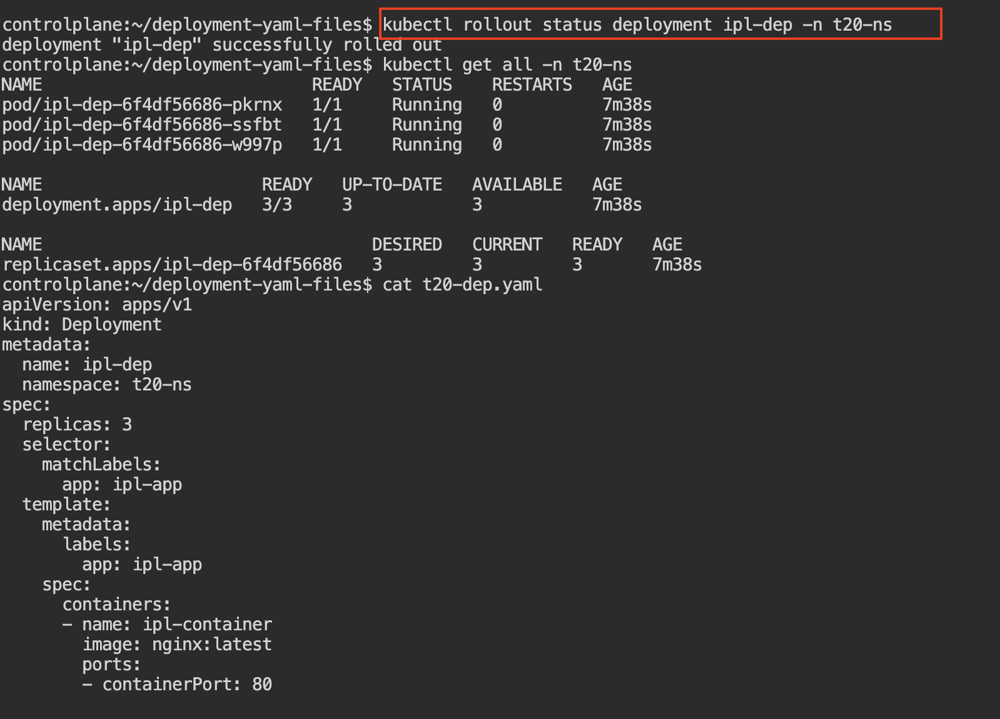 controlplane:~/deployment-yaml-files$ kubectl rollout status deployment ipl-dep -n t20-ns
deployment "ipl-dep" successfully rolled out
controlplane:~/deployment-yaml-files$ kubectl get all -n t20-ns
NAME                           READY   STATUS    RESTARTS   AGE
pod/ipl-dep-6f4df56686-pkrnx   1/1     Running   0          7m38s
pod/ipl-dep-6f4df56686-ssfbt   1/1     Running   0          7m38s
pod/ipl-dep-6f4df56686-w997p   1/1     Running   0          7m38s

NAME                      READY   UP-TO-DATE   AVAILABLE   AGE
deployment.apps/ipl-dep   3/3     3            3           7m38s

NAME                                 DESIRED   CURRENT   READY   AGE
replicaset.apps/ipl-dep-6f4df56686   3         3         3       7m38s
controlplane:~/deployment-yaml-files$ cat t20-dep.yaml
apiVersion: apps/v1
kind: Deployment
metadata:
  name: ipl-dep
  namespace: t20-ns
spec:
  replicas: 3
  selector:
    matchLabels:
      app: ipl-app
  template:
    metadata:
      labels:
        app: ipl-app
    spec:
      containers:
      - name: ipl-container
        image: nginx:latest
        ports:
        - containerPort: 80